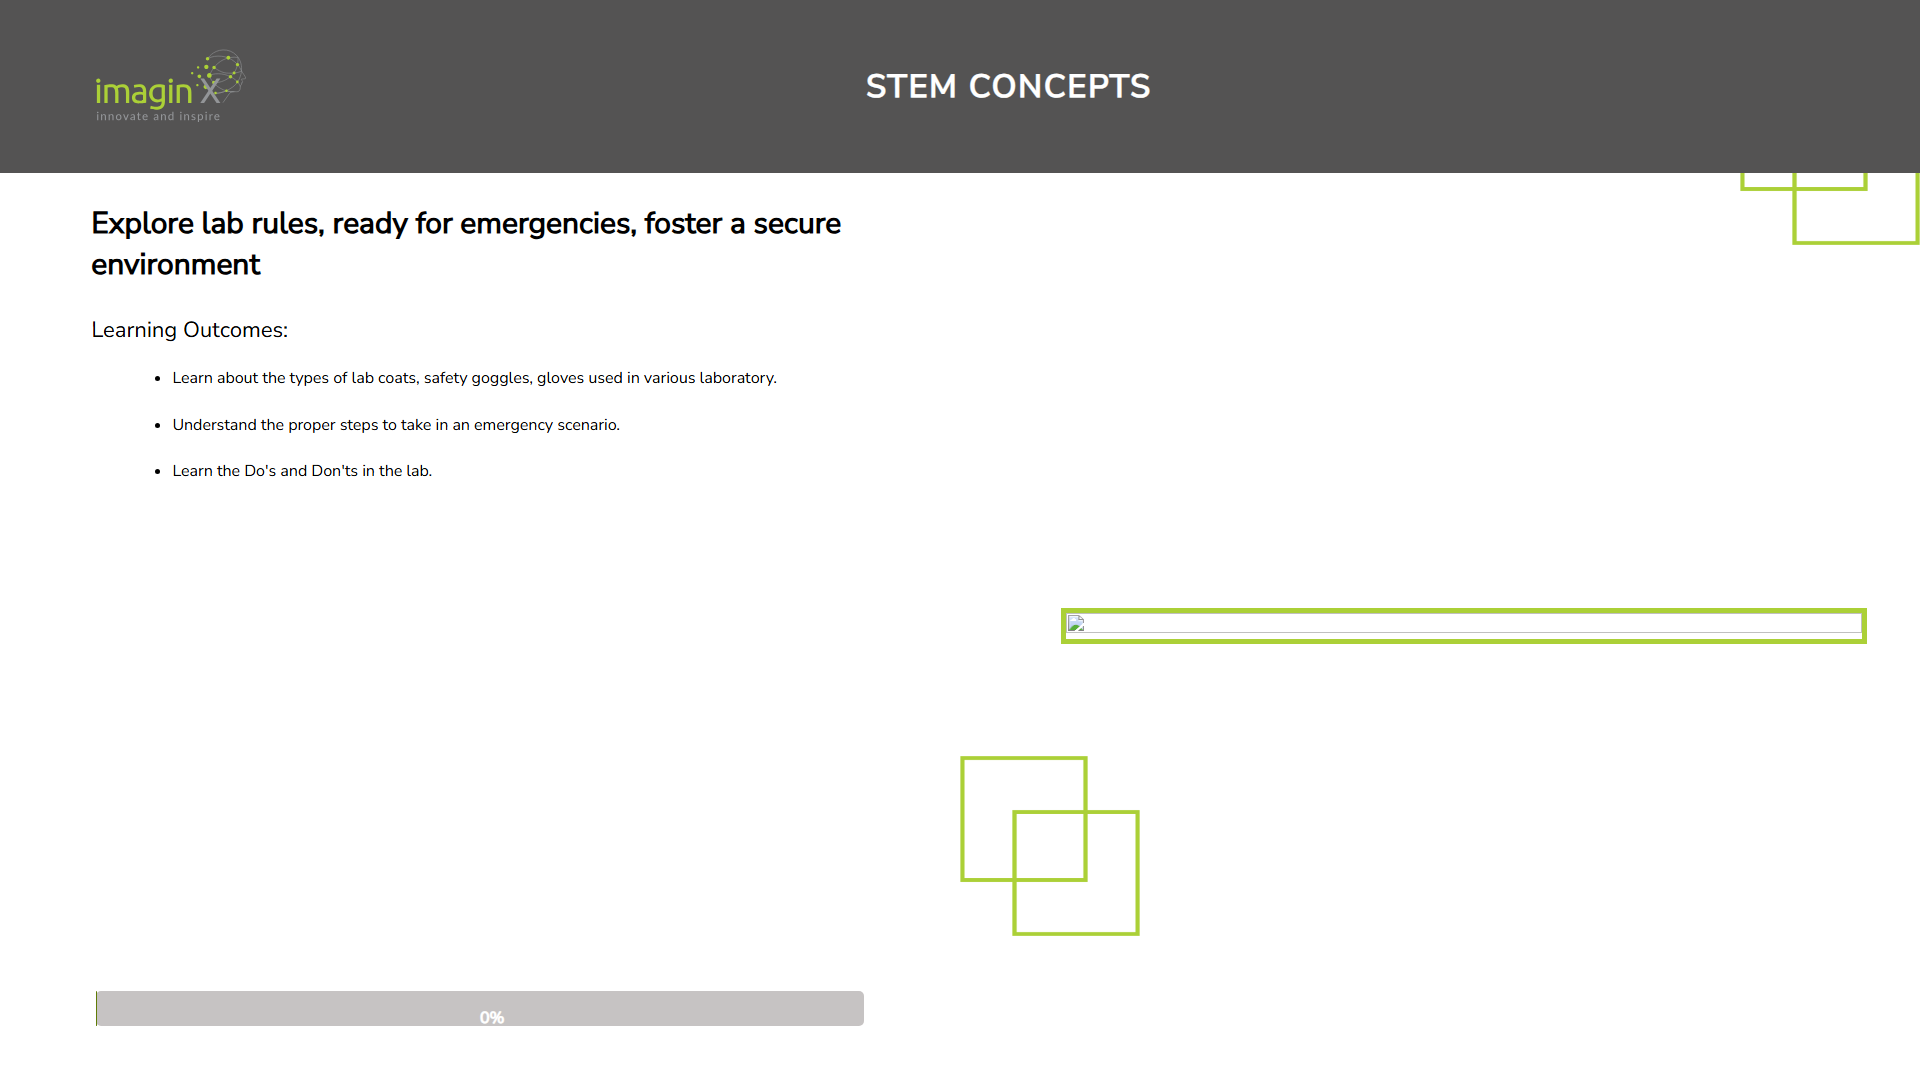 imagin X
innovate and inspire
STEM CONCEPTS
Explore lab rules, ready for emergencies, foster a secure
environment
Learning Outcomes:
• Learn about the types of lab coats, safety goggles, gloves used in various laboratory.
• Understand the proper steps to take in an emergency scenario.
• Learn the Do's and Don'ts in the lab.
0%